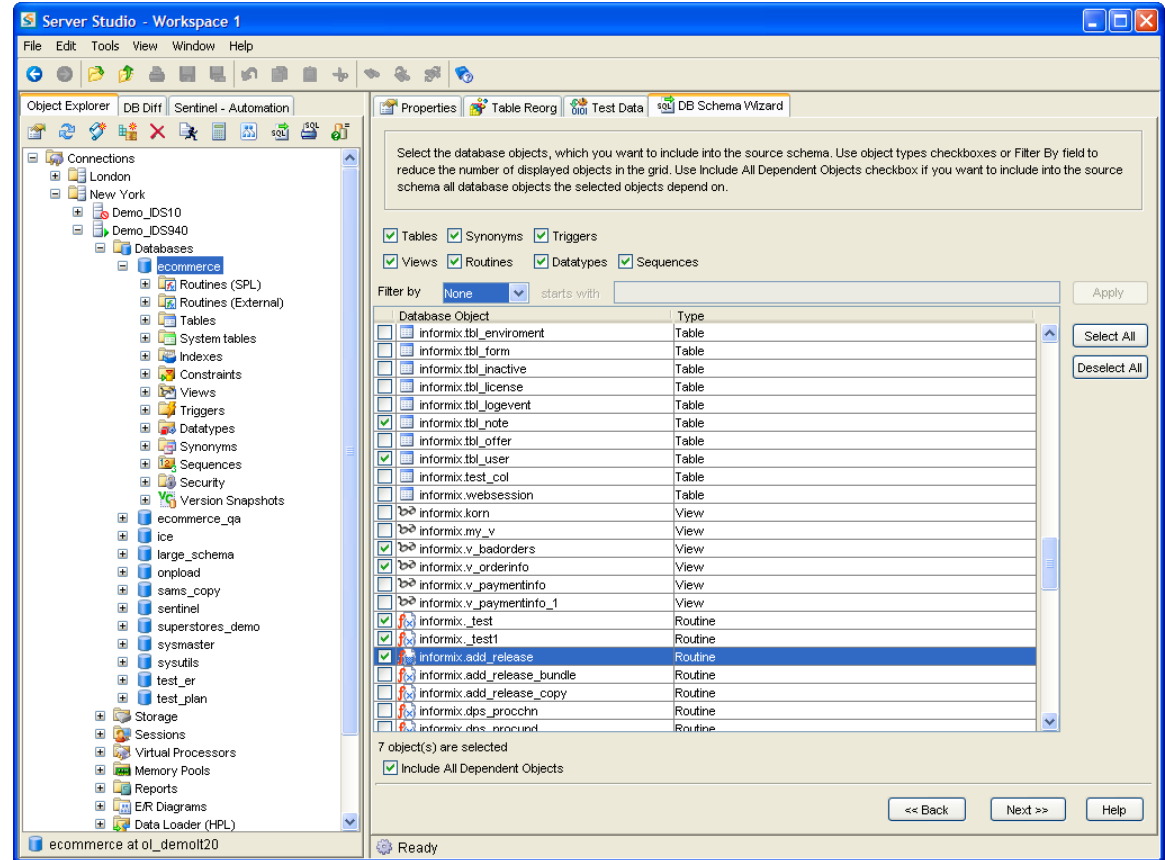 Server Studio - Workspace 1
File Edit Tools View Window Help
Object Explorer DB Diff Sentinel - Automation
Connections
London
New York
Demo_IDS10
Demo_IDS940
Databases
ecommerce
Routines (SPL)
Routines (External)
Tables
System tables
Indexes
Constraints
Views
Triggers
Datatypes
Synonyms
Sequences
Security
Version Snapshots
ecommerce_qa
ice
large_schema
onpload
sams_copy
sentinel
superstores_demo
sysmaster
sysutils
test_er
test_plan
Storage
Sessions
Virtual Processors
Memory Pools
Reports
E/R Diagrams
Data Loader (HPL)
ecommerce at ol_demolt20
Properties Table Reorg Test Data DB Schema Wizard
Select the database objects, which you want to include into the source schema. Use object types checkboxes or Filter By field to
reduce the number of displayed objects in the grid. Use Include All Dependent Objects checkbox if you want to include into the source
schema all database objects the selected objects depend on.
Tables Synonyms Triggers
Views Routines Datatypes Sequences
Filter by None starts with Apply
Database Object Type
informix.tbl_enviroment Table
informix.tbl_form Table
informix.tbl_inactive Table
informix.tbl_license Table
informix.tbl_logevent Table
informix.tbl_note Table
informix.tbl_offer Table
informix.tbl_user Table
informix.test_col Table
informix.websession Table
informix.korn View
informix.my_v View
informix.v_badorders View
informix.v_orderinfo View
informix.v_paymentinfo View
informix.v_paymentinfo_1 View
informix._test Routine
informix._test1 Routine
informix.add_release Routine
informix.add_release_bundle Routine
informix.add_release_copy Routine
informix.dps_procchn Routine
informix.dps_procund Routine
Select All
Deselect All
7 object(s) are selected
Include All Dependent Objects
<< Back Next >> Help
Ready